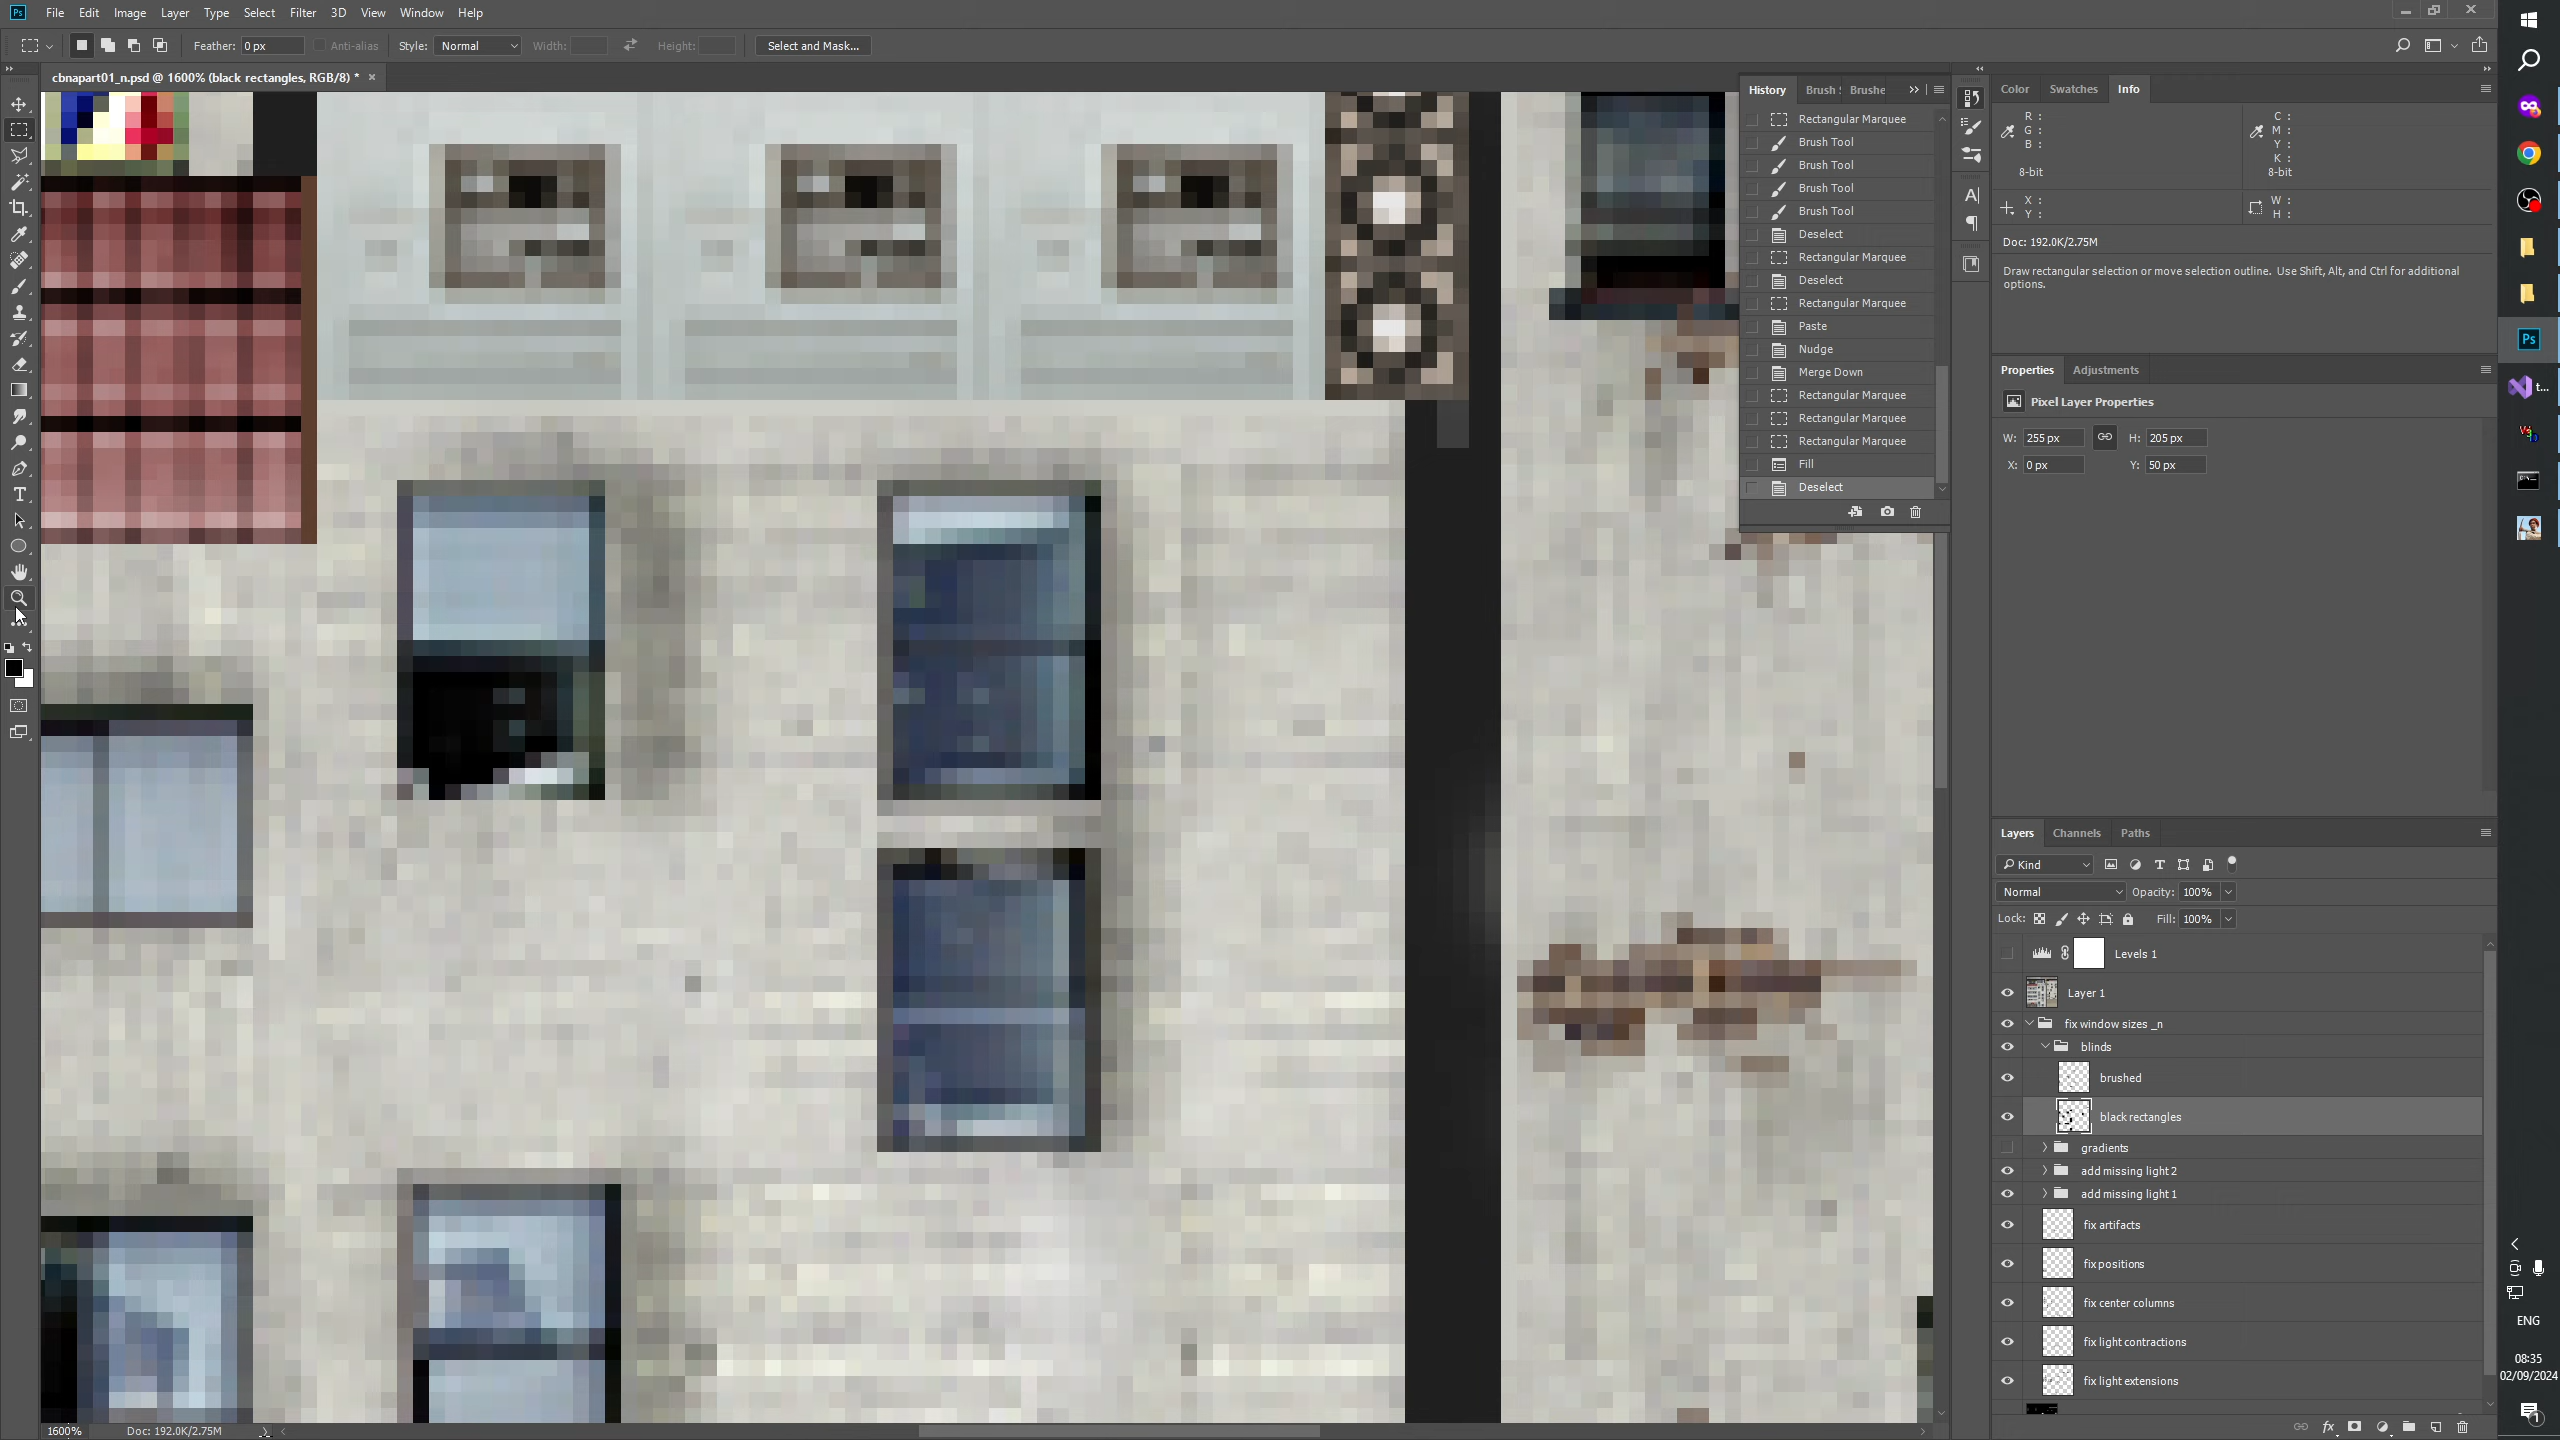 File Edit Image Layer Type Select Filter 3D View Window Help
Feather: 0 px Anti-alias Style: Normal Width: Height: Select and Mask...
cbnapart01_n.psd @ 1600% (black rectangles, RGB/8) * ×
History Brush Brushe
Rectangular Marquee
Brush Tool
Brush Tool
Brush Tool
Brush Tool
Deselect
Rectangular Marquee
Deselect
Rectangular Marquee
Paste
Nudge
Merge Down
Rectangular Marquee
Rectangular Marquee
Rectangular Marquee
Fill
Deselect
Color Swatches Info
R : C :
G : M :
B : Y :
K :
8-bit 8-bit
X : W :
Y : H :
Doc: 192.0K/2.75M
Draw rectangular selection or move selection outline. Use Shift, Alt, and Ctrl for additional
options.
Properties Adjustments
Pixel Layer Properties
W: 255 px H: 205 px
X: 0 px Y: 50 px
Layers Channels Paths
Kind
Normal Opacity: 100%
Lock: Fill: 100%
Levels 1
Layer 1
fix window sizes _n
blinds
brushed
black rectangles
gradients
add missing light 2
add missing light 1
fix artifacts
fix positions
fix center columns
fix light contractions
fix light extensions
1600% Doc: 192.0K/2.75M
Ps
Ps
t...
ENG
08:35
02/09/2024
1